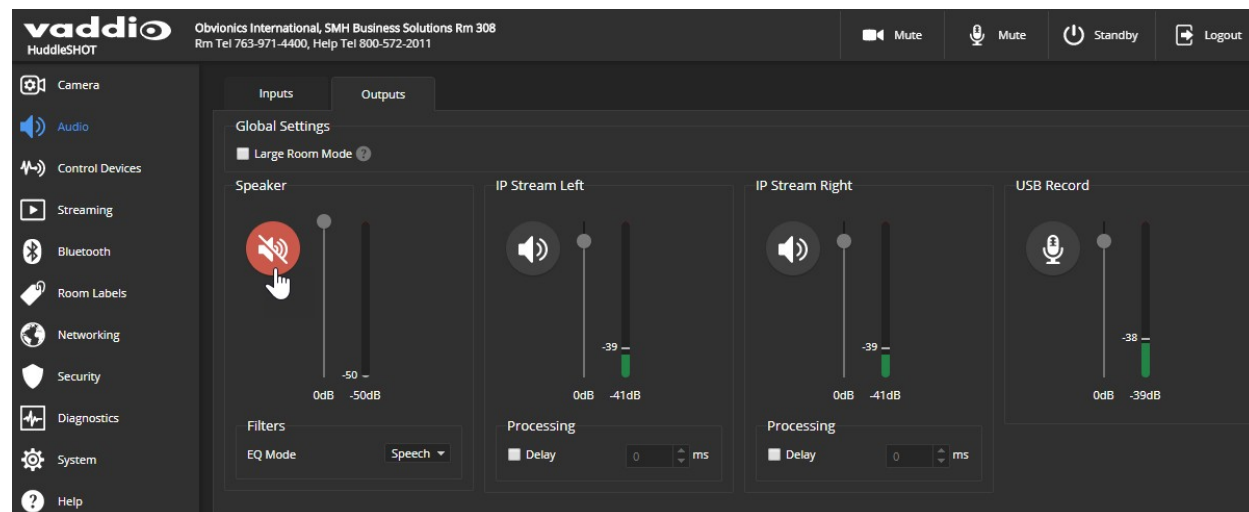 vaddio
HuddleSHOT
Obvionics International, SMH Business Solutions Rm 308
Rm Tel 763-971-4400, Help Tel 800-572-2011
Mute
Mute
Standby
Logout
Camera
Audio
Control Devices
Streaming
Bluetooth
Room Labels
Networking
Security
Diagnostics
System
? Help
Inputs
Outputs
Global Settings
Large Room Mode ?
Speaker
-50
0dB -50dB
Filters
EQ Mode Speech
IP Stream Left
-39
0dB -41dB
Processing
Delay 0 ms
IP Stream Right
-39
0dB -41dB
Processing
Delay 0 ms
USB Record
-38
0dB -39dB